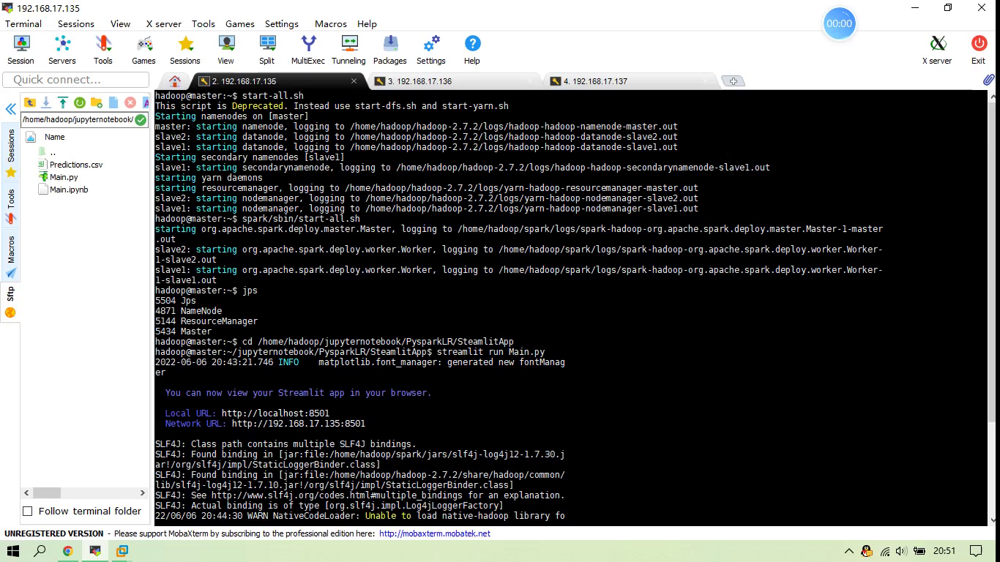 192.168.17.135
Terminal Sessions View X server Tools Games Settings Macros Help
00:00
Session Servers Tools Games Sessions View Split MultiExec Tunneling Packages Settings Help X server Exit
Quick connect...
2. 192.168.17.135 3. 192.168.17.136 4. 192.168.17.137
/home/hadoop/jupyternotebook/
Name
..
Predictions.csv
Main.py
Main.ipynb
Sessions
Tools
Macros
Sftp
Follow terminal folder
hadoop@master:~$ start-all.sh
This script is Deprecated. Instead use start-dfs.sh and start-yarn.sh
Starting namenodes on [master]
master: starting namenode, logging to /home/hadoop/hadoop-2.7.2/logs/hadoop-hadoop-namenode-master.out
slave2: starting datanode, logging to /home/hadoop/hadoop-2.7.2/logs/hadoop-hadoop-datanode-slave2.out
slave1: starting datanode, logging to /home/hadoop/hadoop-2.7.2/logs/hadoop-hadoop-datanode-slave1.out
Starting secondary namenodes [slave1]
slave1: starting secondarynamenode, logging to /home/hadoop/hadoop-2.7.2/logs/hadoop-hadoop-secondarynamenode-slave1.out
starting yarn daemons
starting resourcemanager, logging to /home/hadoop/hadoop-2.7.2/logs/yarn-hadoop-resourcemanager-master.out
slave2: starting nodemanager, logging to /home/hadoop/hadoop-2.7.2/logs/yarn-hadoop-nodemanager-slave2.out
slave1: starting nodemanager, logging to /home/hadoop/hadoop-2.7.2/logs/yarn-hadoop-nodemanager-slave1.out
hadoop@master:~$ spark/sbin/start-all.sh
starting org.apache.spark.deploy.master.Master, logging to /home/hadoop/spark/logs/spark-hadoop-org.apache.spark.deploy.master.Master-1-master
.out
slave2: starting org.apache.spark.deploy.worker.Worker, logging to /home/hadoop/spark/logs/spark-hadoop-org.apache.spark.deploy.worker.Worker-
1-slave2.out
slave1: starting org.apache.spark.deploy.worker.Worker, logging to /home/hadoop/spark/logs/spark-hadoop-org.apache.spark.deploy.worker.Worker-
1-slave1.out
hadoop@master:~$ jps
5504 Jps
4871 NameNode
5144 ResourceManager
5434 Master
hadoop@master:~$ cd /home/hadoop/jupyternotebook/PysparkLR/SteamlitApp
hadoop@master:~/jupyternotebook/PysparkLR/SteamlitApp$ streamlit run Main.py
2022-06-06 20:43:21.746 INFO    matplotlib.font_manager: generated new fontManag
er
You can now view your Streamlit app in your browser.
Local URL: http://localhost:8501
Network URL: http://192.168.17.135:8501
SLF4J: Class path contains multiple SLF4J bindings.
SLF4J: Found binding in [jar:file:/home/hadoop/spark/jars/slf4j-log4j12-1.7.30.j
ar!/org/slf4j/impl/StaticLoggerBinder.class]
SLF4J: Found binding in [jar:file:/home/hadoop/hadoop-2.7.2/share/hadoop/common/
lib/slf4j-log4j12-1.7.10.jar!/org/slf4j/impl/StaticLoggerBinder.class]
SLF4J: See http://www.slf4j.org/codes.html#multiple_bindings for an explanation.
SLF4J: Actual binding is of type [org.slf4j.impl.Log4jLoggerFactory]
22/06/06 20:44:30 WARN NativeCodeLoader: Unable to load native-hadoop library fo
UNREGISTERED VERSION - Please support MobaXterm by subscribing to the professional edition here: http://mobaxterm.mobatek.net
20:51